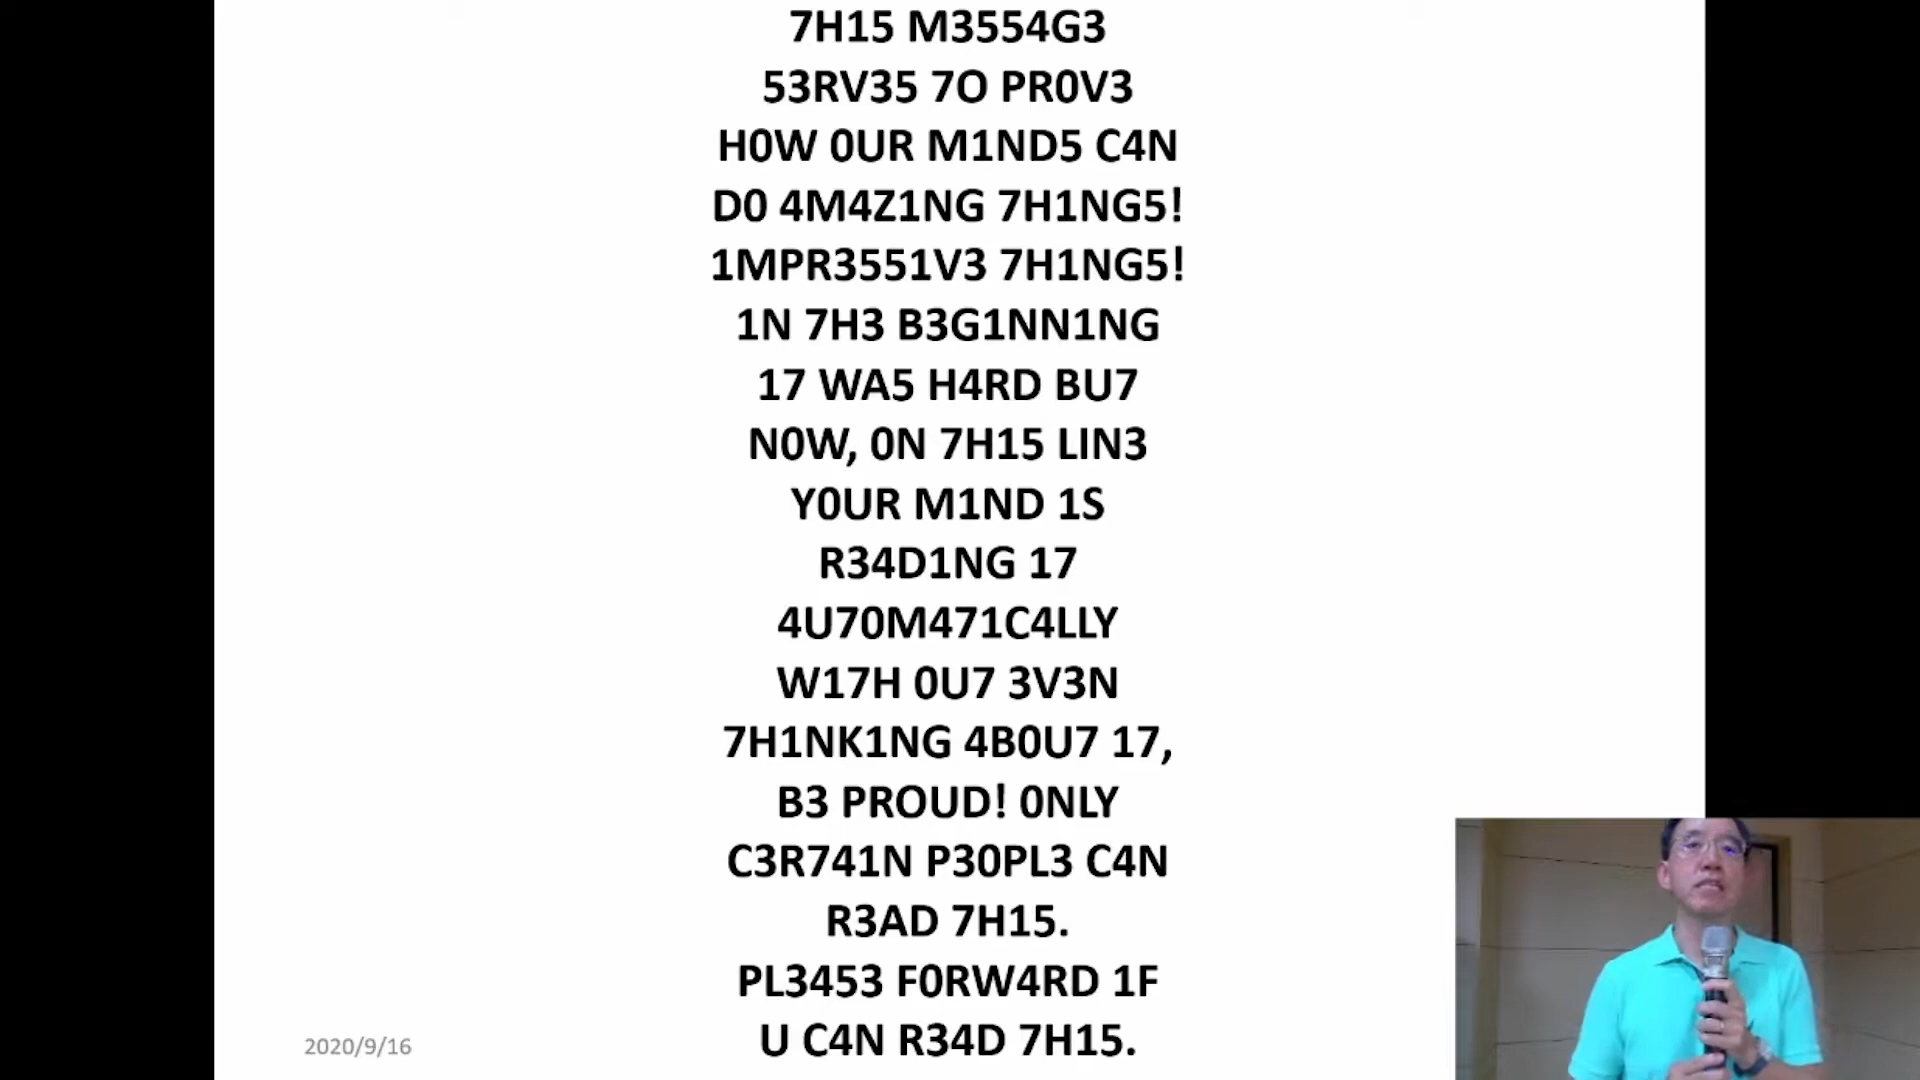 7H15 M3554G3
53RV35 7O PR0V3
H0W 0UR M1ND5 C4N
D0 4M4Z1NG 7H1NG5!
1MPR3551V3 7H1NG5!
1N 7H3 B3G1NN1NG
17 WA5 H4RD BU7
N0W, 0N 7H15 LIN3
Y0UR M1ND 1S
R34D1NG 17
4U70M471C4LLY
W17H 0U7 3V3N
7H1NK1NG 4B0U7 17,
B3 PROUD! 0NLY
C3R741N P30PL3 C4N
R3AD 7H15.
PL3453 F0RW4RD 1F
U C4N R34D 7H15.
2020/9/16